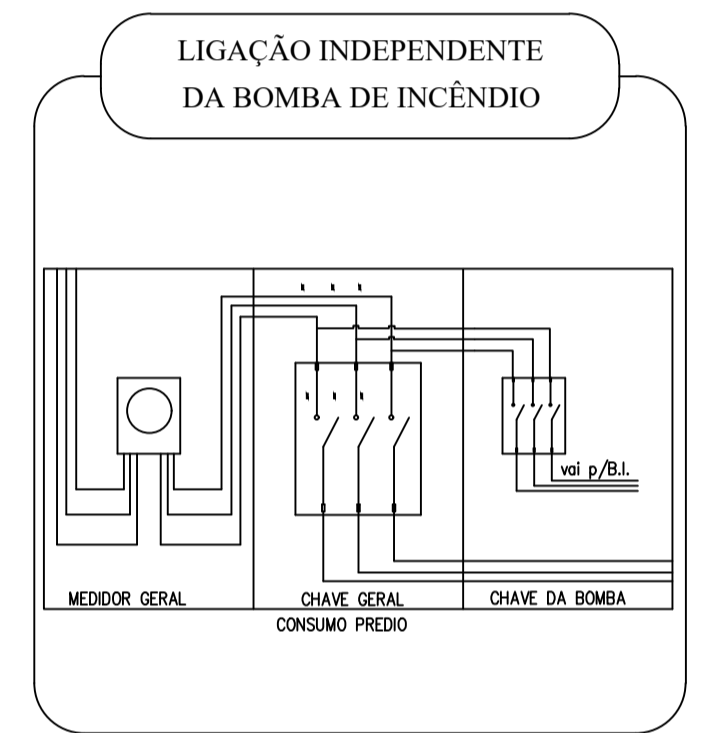 LIGAÇÃO INDEPENDENTE
DA BOMBA DE INCÊNDIO
vai p/B.I.
MEDIDOR GERAL
CHAVE GERAL
CHAVE DA BOMBA
CONSUMO PREDIO